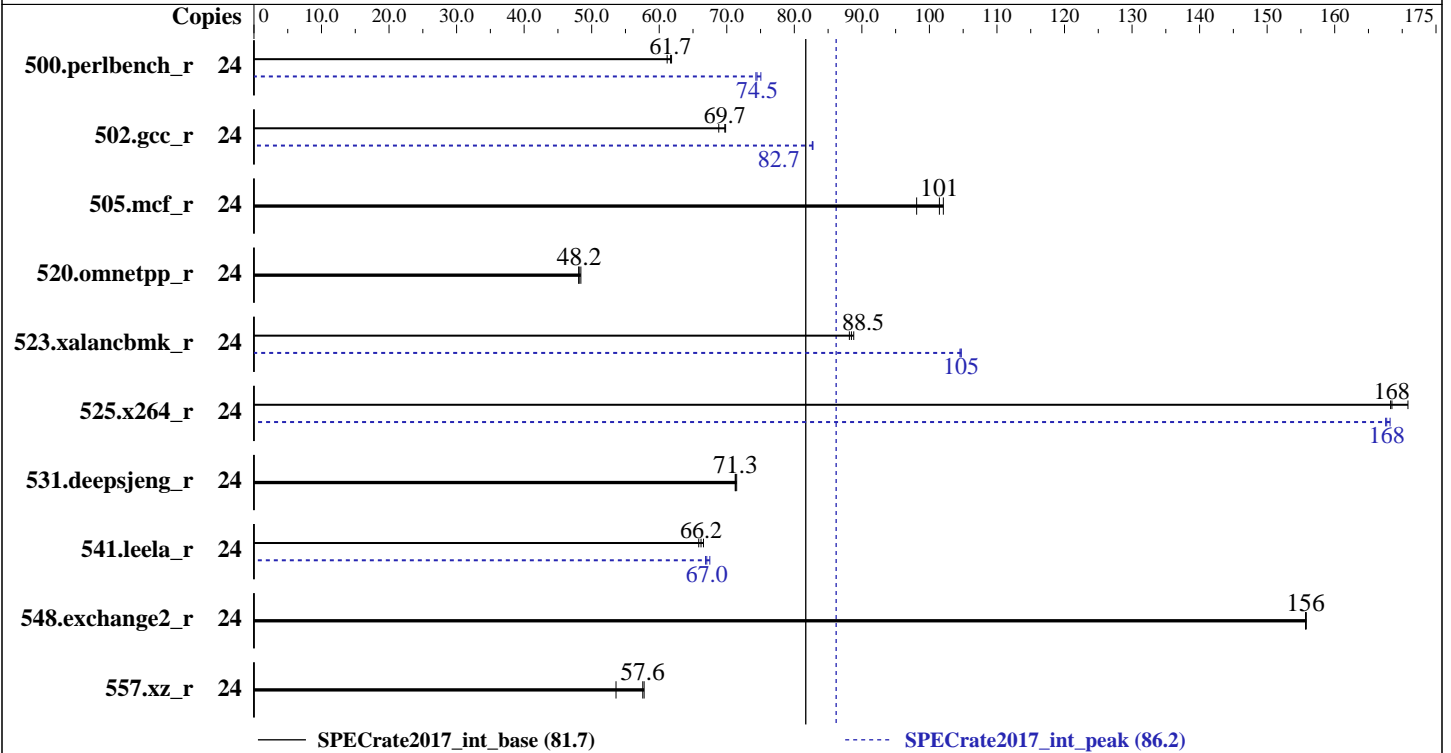 Copies 0 10.0 20.0 30.0 40.0 50.0 60.0 70.0 80.0 90.0 100 110 120 130 140 150 160 175
61.7
500.perlbench_r 24
74.5
69.7
502.gcc_r 24
82.7
101
505.mcf_r 24
48.2
520.omnetpp_r 24
88.5
523.xalancbmk_r 24
105
168
525.x264_r 24
168
71.3
531.deepsjeng_r 24
66.2
541.leela_r 24
67.0
156
548.exchange2_r 24
57.6
557.xz_r 24
SPECrate2017_int_base (81.7) SPECrate2017_int_peak (86.2)